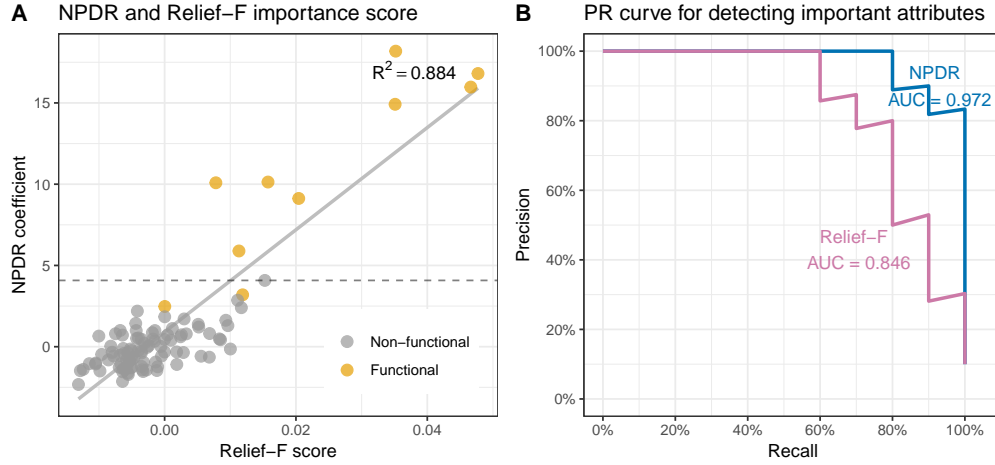 A
NPDR and Relief−F importance score
R² = 0.884
NPDR coefficient
15
10
5
0
Non−functional
Functional
0.00
0.02
0.04
Relief−F score
B
PR curve for detecting important attributes
100%
80%
60%
40%
20%
0%
Precision
NPDR
AUC = 0.972
Relief−F
AUC = 0.846
0%
20%
40%
60%
80%
100%
Recall